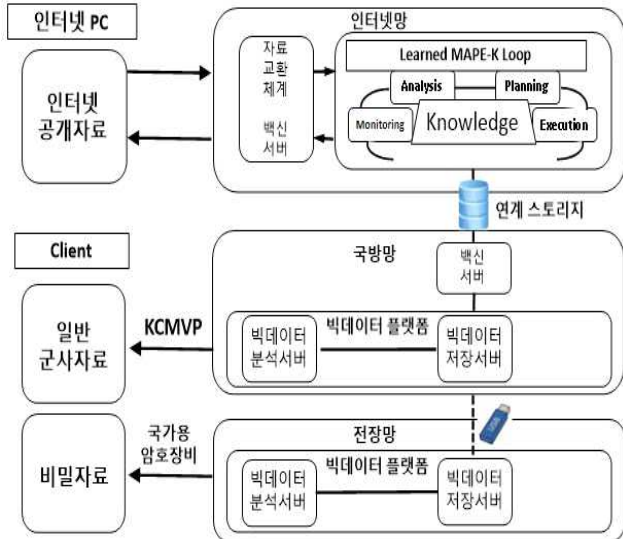 인터넷 PC
인터넷
공개자료
인터넷망
자료
교환
체계
백신
서버
Learned MAPE-K Loop
Analysis
Planning
Monitoring
Knowledge
Execution
연계 스토리지
Client
국방망
백신
서버
일반
군사자료
KCMVP
빅데이터 플랫폼
빅데이터
분석서버
빅데이터
저장서버
전장망
비밀자료
국가용
암호장비
빅데이터 플랫폼
빅데이터
분석서버
빅데이터
저장서버